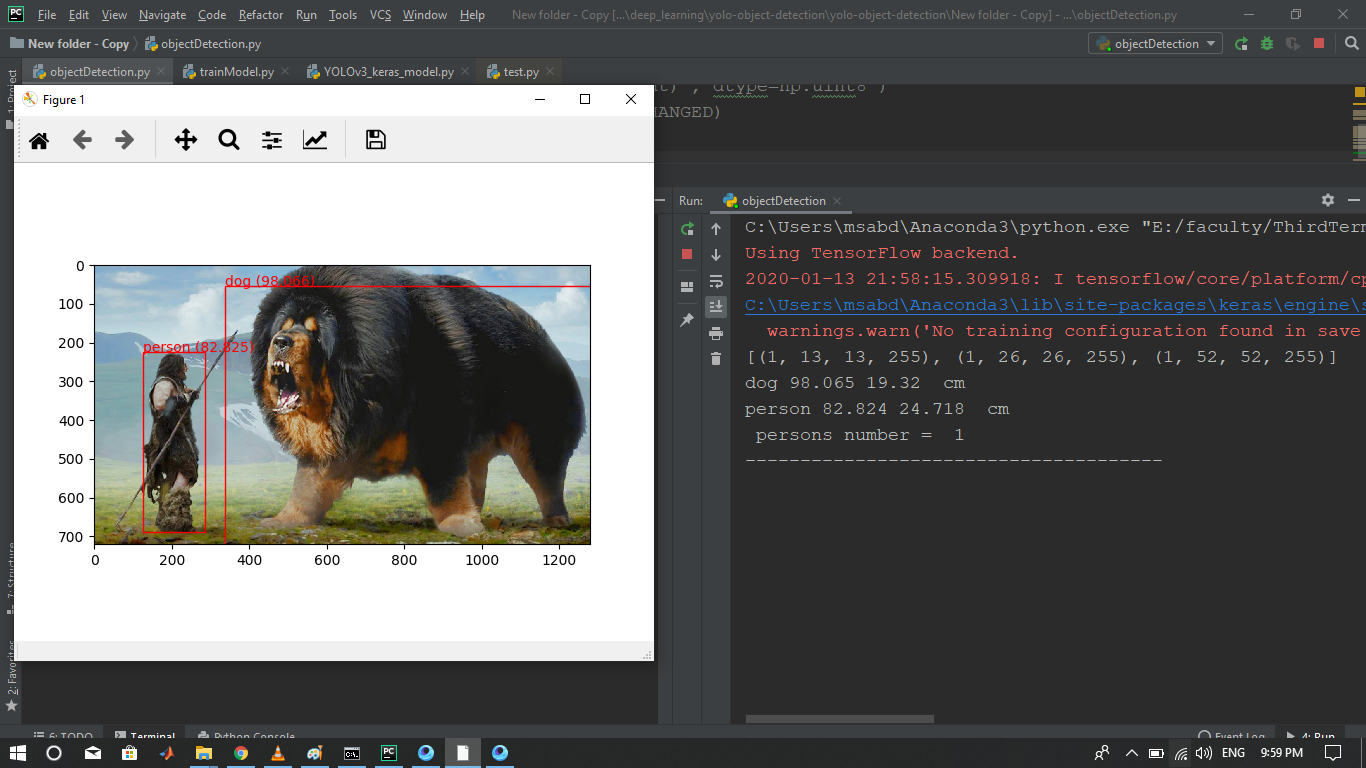 PC File Edit View Navigate Code Refactor Run Tools VCS Window Help New folder - Copy [...\deep_learning\yolo-object-detection\yolo-object-detection\New folder - Copy] - ...\objectDetection.py
New folder - Copy objectDetection.py objectDetection
objectDetection.py trainModel.py YOLOv3_keras_model.py test.py
1: Project
Figure 1
dtype=np.uint8 )
HANGED)
Run: objectDetection
C:\Users\msabd\Anaconda3\python.exe "E:/faculty/ThirdTerm
Using TensorFlow backend.
2020-01-13 21:58:15.309918: I tensorflow/core/platform/cp
C:\Users\msabd\Anaconda3\lib\site-packages\keras\engine\s
warnings.warn('No training configuration found in save
[(1, 13, 13, 255), (1, 26, 26, 255), (1, 52, 52, 255)]
dog 98.065 19.32 cm
person 82.824 24.718 cm
persons number = 1
--------------------------------------
0
100
200
300
400
500
600
700
dog (98.066)
person (82.825)
0 200 400 600 800 1000 1200
7: Structure
2: Favorites
6: TODO Terminal Python Console Event Log 4: Run
C:\. PC ENG 9:59 PM